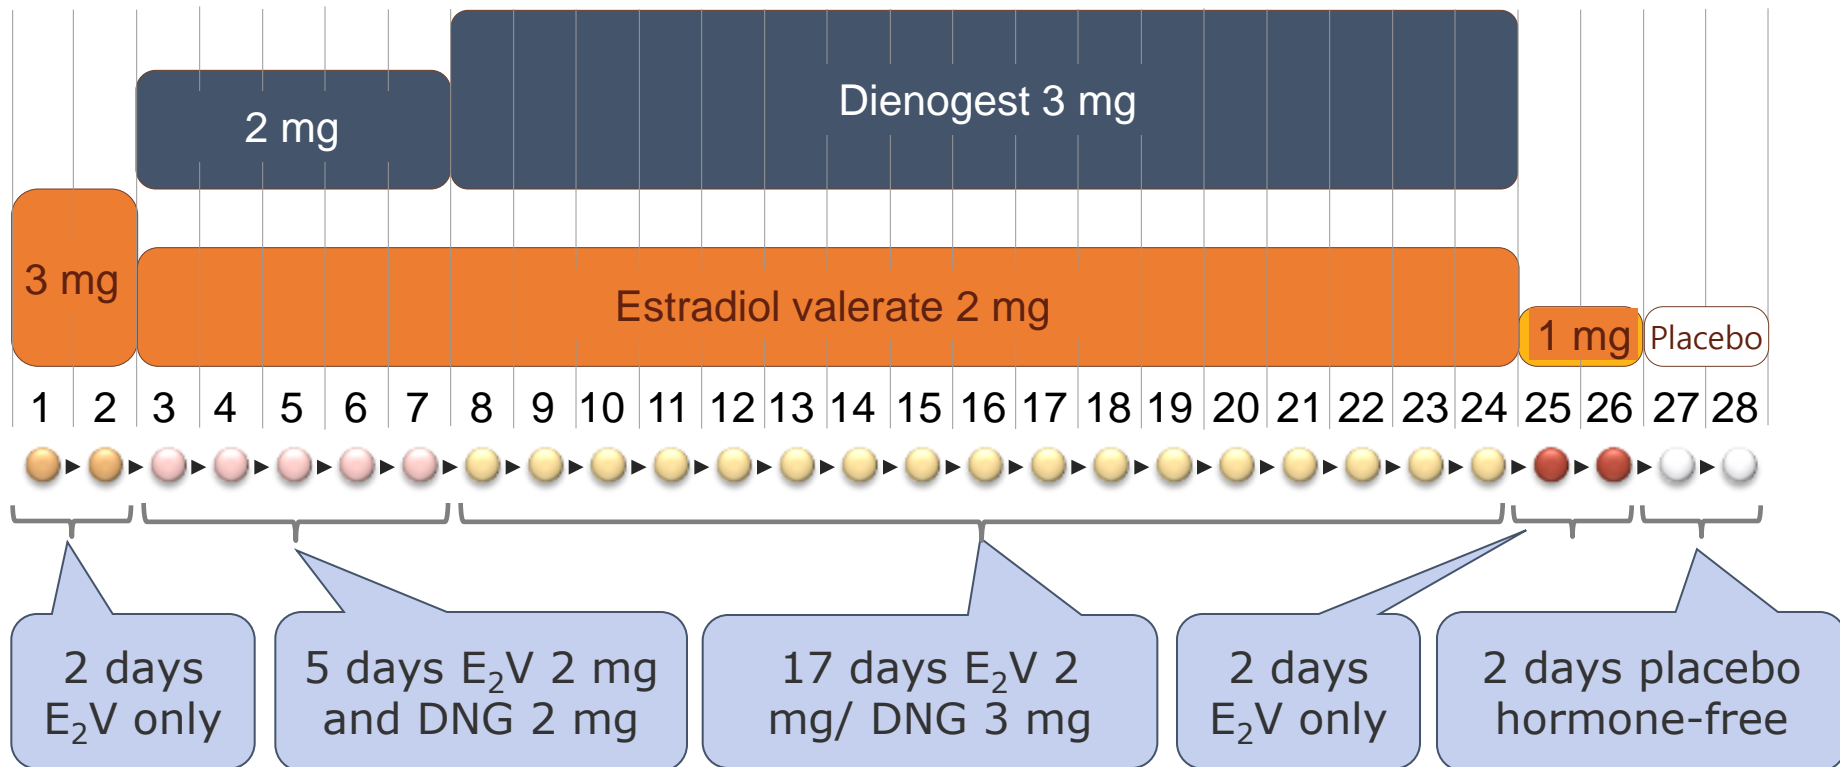 Dienogest 3 mg
2 mg
3 mg
Estradiol valerate 2 mg
1 mg
Placebo
1 2 3 4 5 6 7 8 9 10 11 12 13 14 15 16 17 18 19 20 21 22 23 24 25 26 27 28
2 days
E₂V only
5 days E₂V 2 mg
and DNG 2 mg
17 days E₂V 2
mg/ DNG 3 mg
2 days
E₂V only
2 days placebo
hormone-free